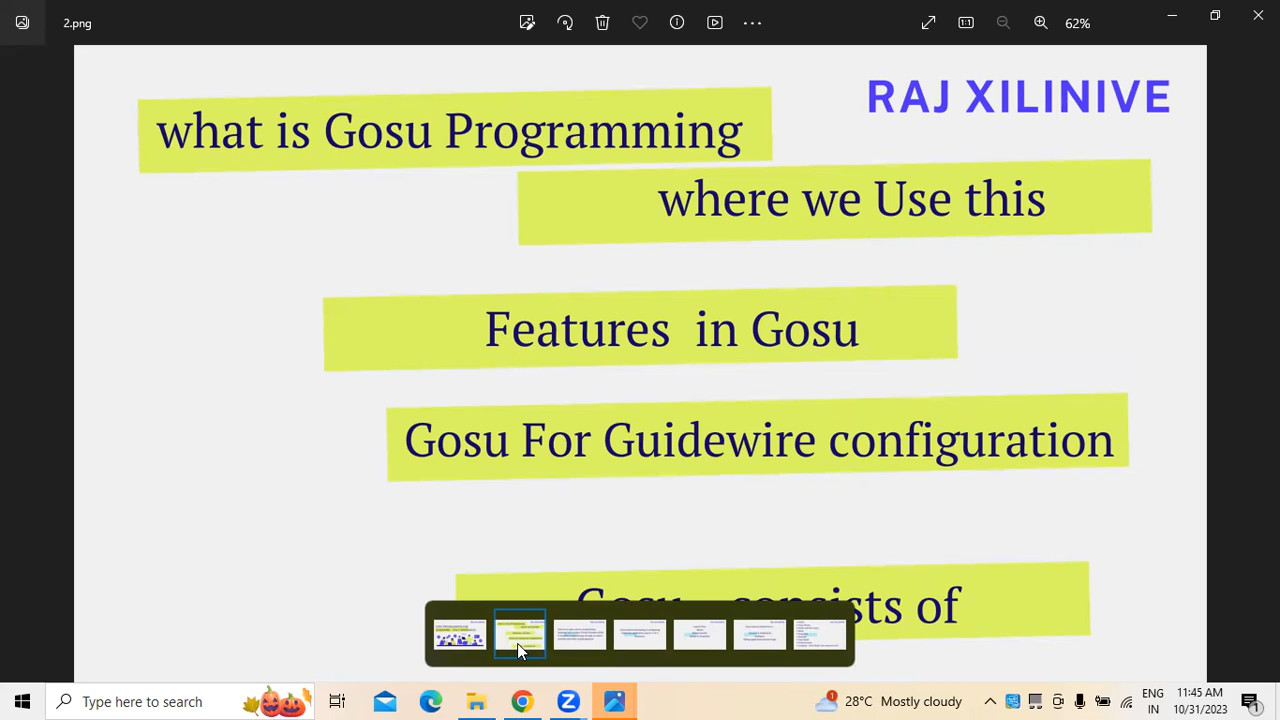 2.png
62%
RAJ XILINIVE
what is Gosu Programming
where we Use this
Features in Gosu
Gosu For Guidewire configuration
Gosu consists of
Type here to search
28°C Mostly cloudy
ENG
IN
11:45 AM
10/31/2023